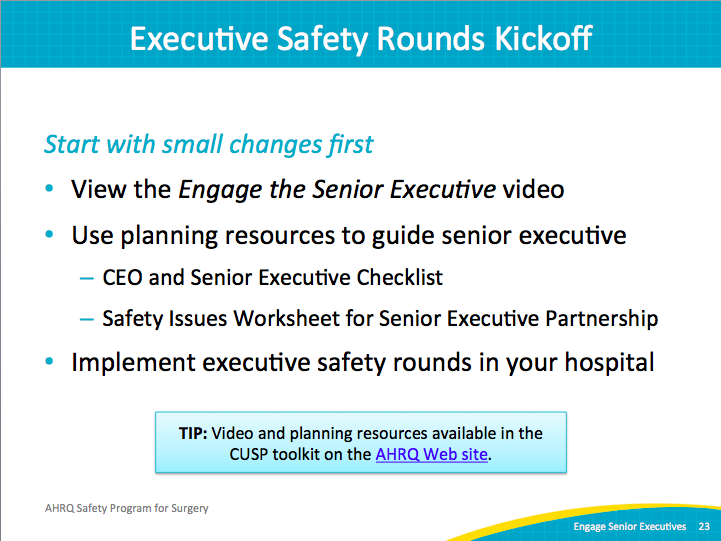 Executive Safety Rounds Kickoff
Start with small changes first
• View the Engage the Senior Executive video
• Use planning resources to guide senior executive
– CEO and Senior Executive Checklist
– Safety Issues Worksheet for Senior Executive Partnership
• Implement executive safety rounds in your hospital
TIP: Video and planning resources available in the
CUSP toolkit on the AHRQ Web site.
AHRQ Safety Program for Surgery
Engage Senior Executives 23